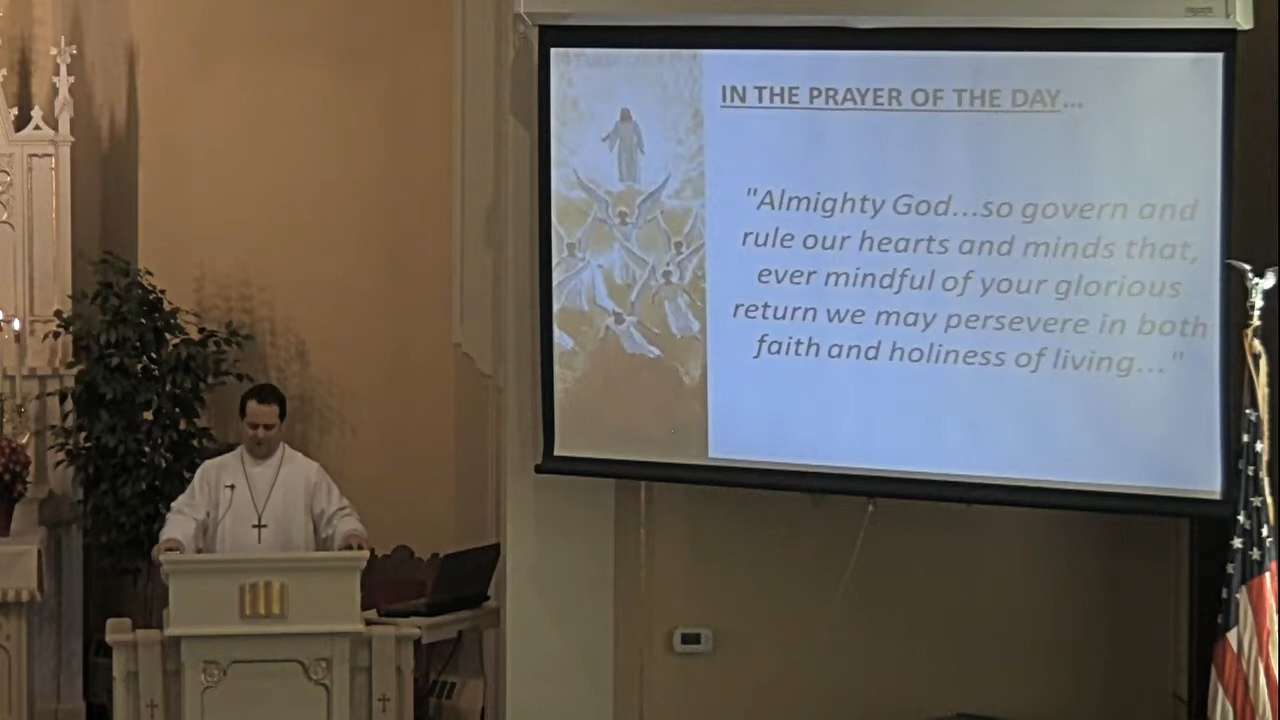 IN THE PRAYER OF THE DAY...
"Almighty God...so govern and
rule our hearts and minds that,
ever mindful of your glorious
return we may persevere in both
faith and holiness of living..."